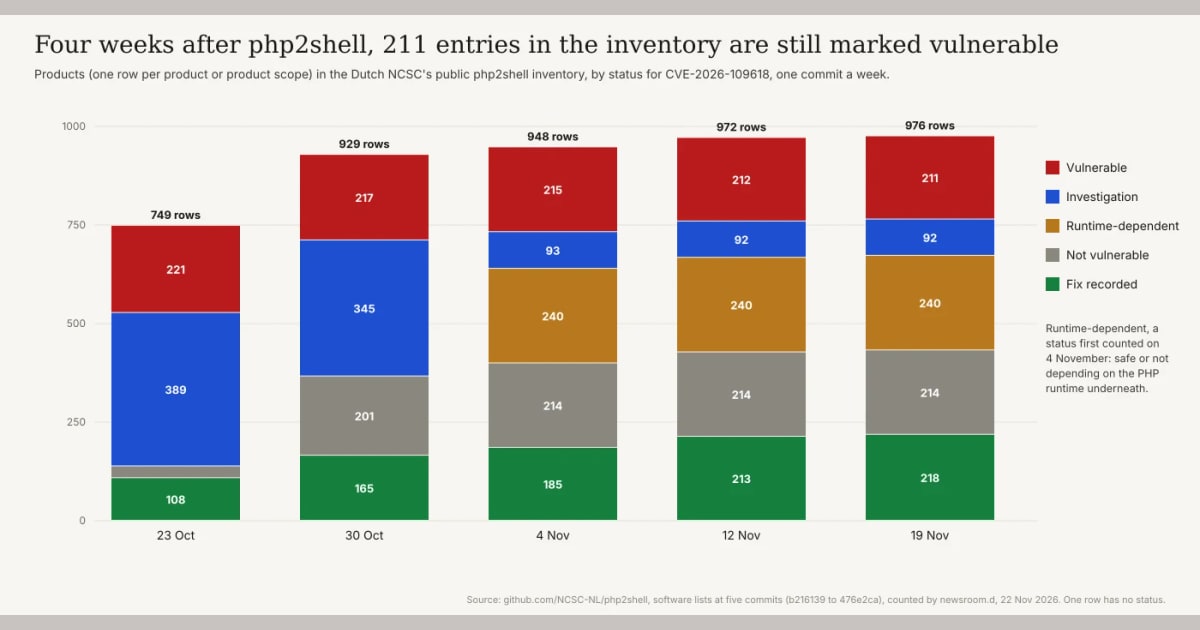 Four weeks after php2shell, 211 entries in the inventory are still marked vulnerable
Products (one row per product or product scope) in the Dutch NCSC's public php2shell inventory, by status for CVE-2026-109618, one commit a week.
1000
750
500
250
0
749 rows
221
389
108
23 Oct
929 rows
217
345
201
165
30 Oct
948 rows
215
93
240
214
185
4 Nov
972 rows
212
92
240
214
213
12 Nov
976 rows
211
92
240
214
218
19 Nov
Vulnerable
Investigation
Runtime-dependent
Not vulnerable
Fix recorded
Runtime-dependent, a
status first counted on
4 November: safe or not
depending on the PHP
runtime underneath.
Source: github.com/NCSC-NL/php2shell, software lists at five commits (b216139 to 476e2ca), counted by newsroom.d, 22 Nov 2026. One row has no status.